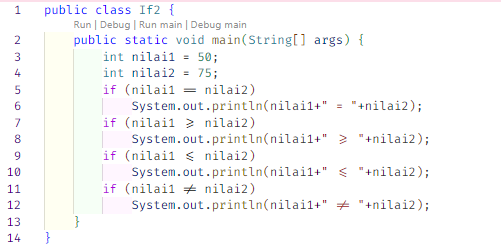 1 public class If2 {
Run | Debug | Run main | Debug main
2 public static void main(String[] args) {
3 int nilai1 = 50;
4 int nilai2 = 75;
5 if (nilai1 == nilai2)
6 System.out.println(nilai1+" = "+nilai2);
7 if (nilai1 ⩾ nilai2)
8 System.out.println(nilai1+" ⩾ "+nilai2);
9 if (nilai1 ⩽ nilai2)
10 System.out.println(nilai1+" ⩽ "+nilai2);
11 if (nilai1 ≠ nilai2)
12 System.out.println(nilai1+" ≠ "+nilai2);
13 }
14 }